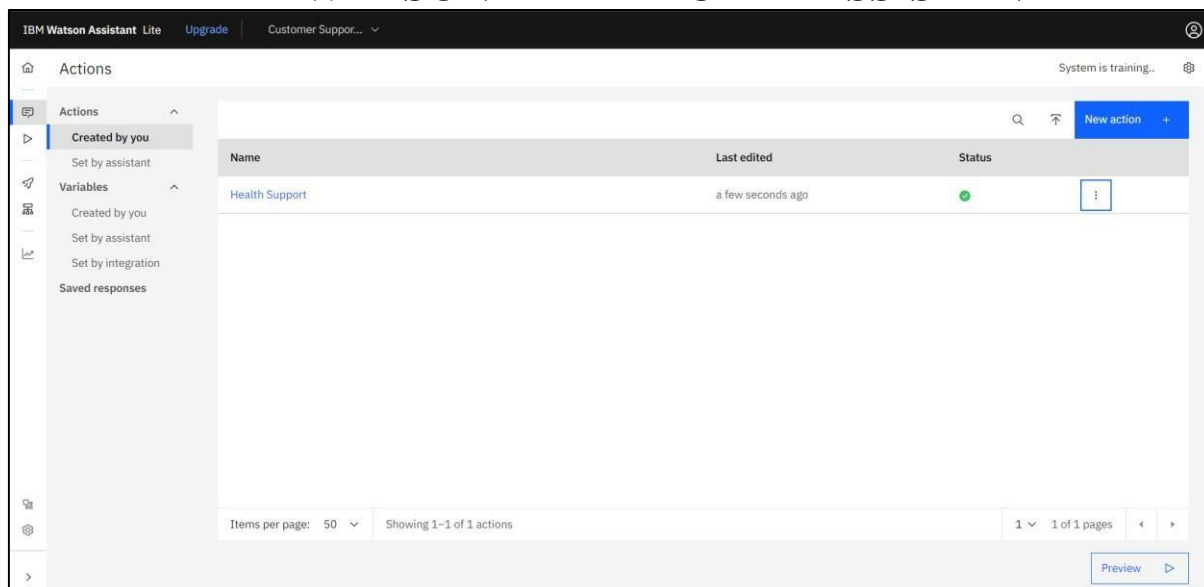 IBM Watson Assistant Lite Upgrade Customer Suppor...
Actions System is training..
Actions
Created by you
Set by assistant
Variables
Created by you
Set by assistant
Set by integration
Saved responses
New action +
Name Last edited Status
Health Support a few seconds ago
Items per page: 50 Showing 1–1 of 1 actions 1 1 of 1 pages
Preview